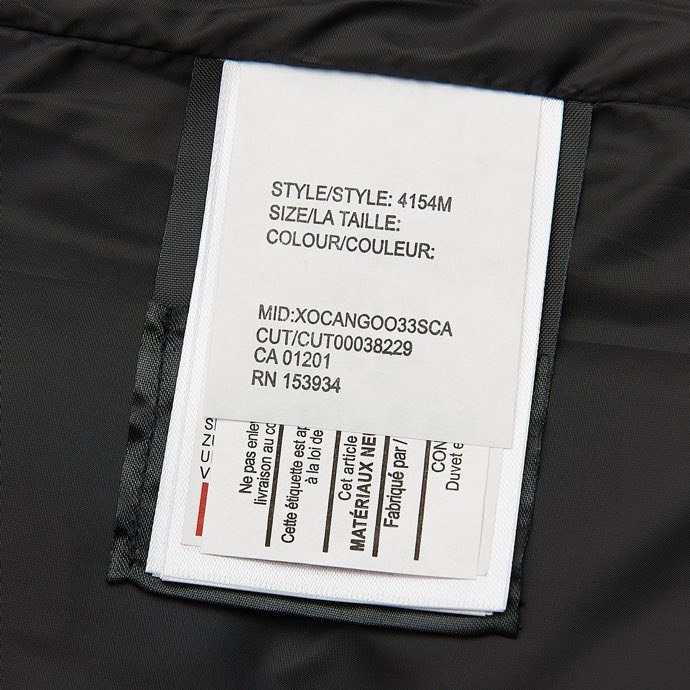 STYLE/STYLE: 4154M
SIZE/LA TAILLE:
COLOUR/COULEUR:
MID:XOCANGOO33SCA
CUT/CUT00038229
CA 01201
RN 153934
S
Z
U
V
Ne pas enlev
livraison au co
Cette étiquette est ap
à la loi de
Cet article
MATÉRIAUX NEU
Fabriqué par /
CON
Duvet e